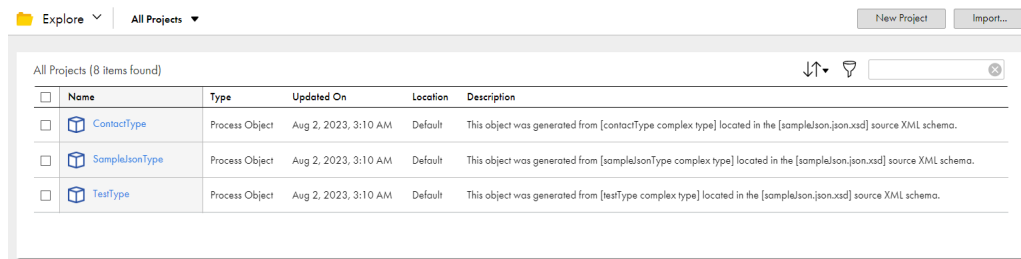 Explore All Projects New Project Import...
All Projects (8 items found)
Name Type Updated On Location Description
ContactType Process Object Aug 2, 2023, 3:10 AM Default This object was generated from [contactType complex type] located in the [sampleJson.json.xsd] source XML schema.
SampleJsonType Process Object Aug 2, 2023, 3:10 AM Default This object was generated from [sampleJsonType complex type] located in the [sampleJson.json.xsd] source XML schema.
TestType Process Object Aug 2, 2023, 3:10 AM Default This object was generated from [testType complex type] located in the [sampleJson.json.xsd] source XML schema.